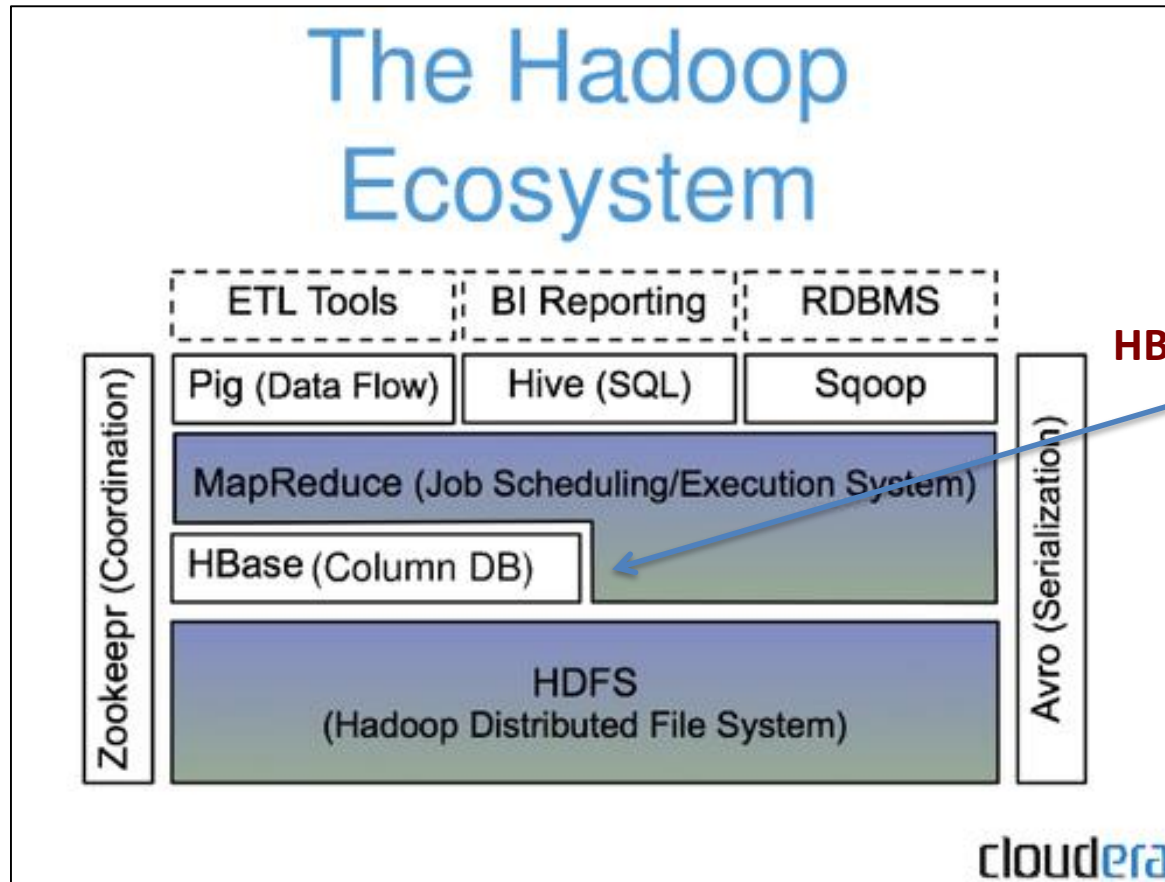 The Hadoop
Ecosystem
ETL Tools
BI Reporting
RDBMS
HB
Pig (Data Flow)
Hive (SQL)
Sqoop
Zookeepr (Coordination)
MapReduce (Job Scheduling/Execution System)
HBase (Column DB)
Avro (Serialization)
HDFS
(Hadoop Distributed File System)
cloudera